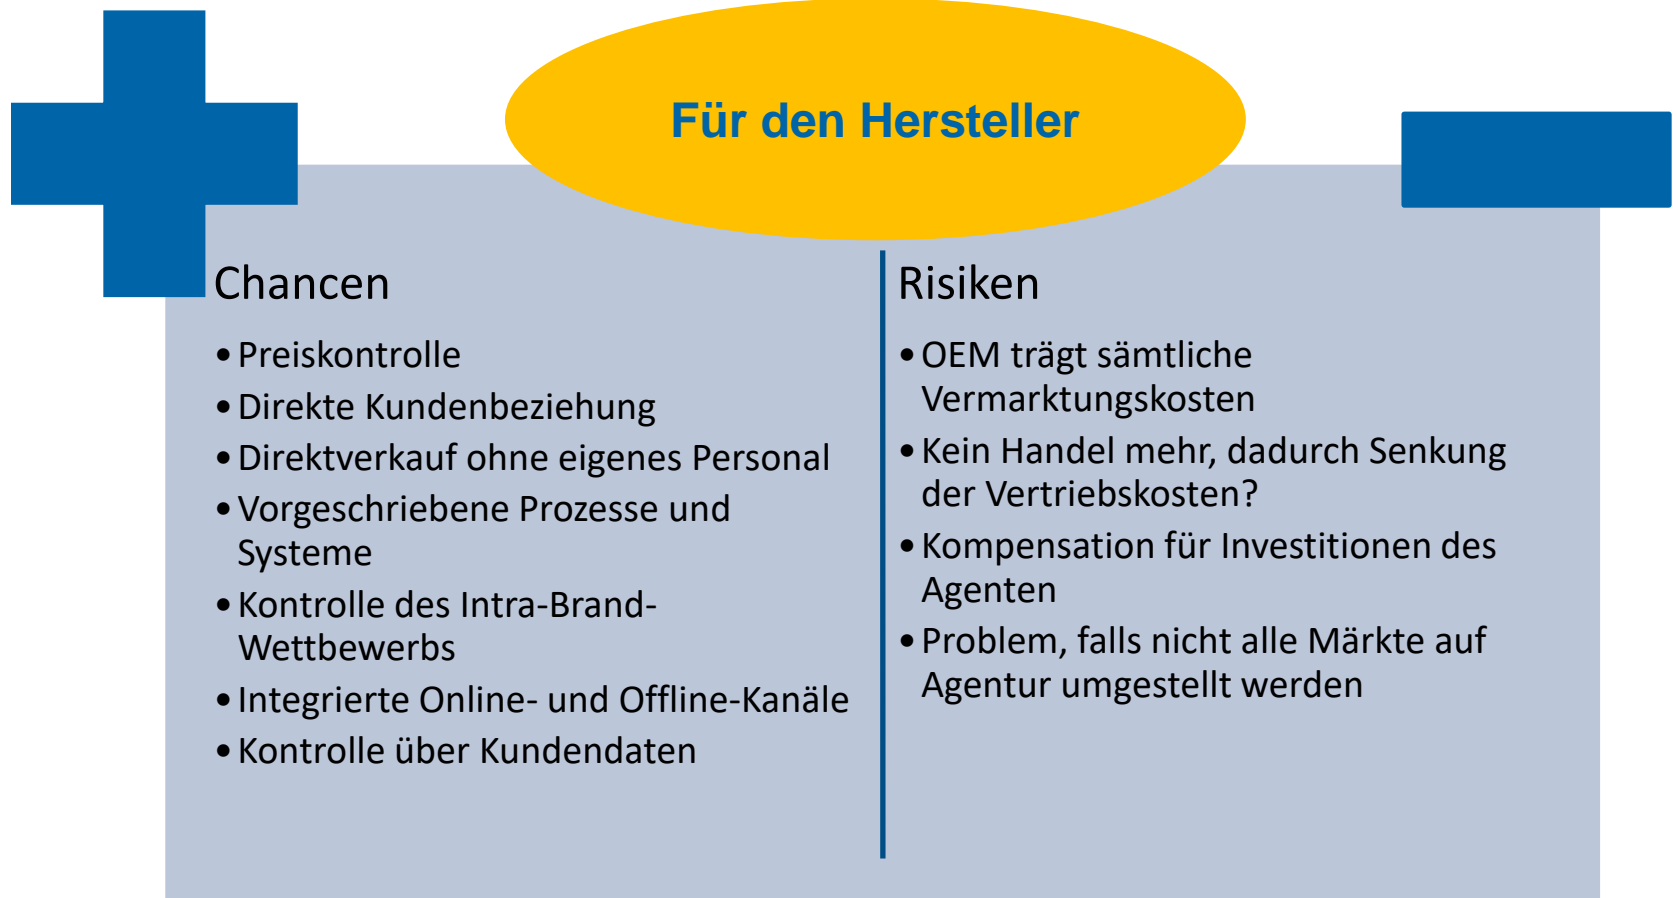 Für den Hersteller
Chancen
•Preiskontrolle
•Direkte Kundenbeziehung
•Direktverkauf ohne eigenes Personal
•Vorgeschriebene Prozesse und
Systeme
•Kontrolle des Intra-Brand-
Wettbewerbs
•Integrierte Online- und Offline-Kanäle
•Kontrolle über Kundendaten
Risiken
•OEM trägt sämtliche
Vermarktungskosten
•Kein Handel mehr, dadurch Senkung
der Vertriebskosten?
•Kompensation für Investitionen des
Agenten
•Problem, falls nicht alle Märkte auf
Agentur umgestellt werden